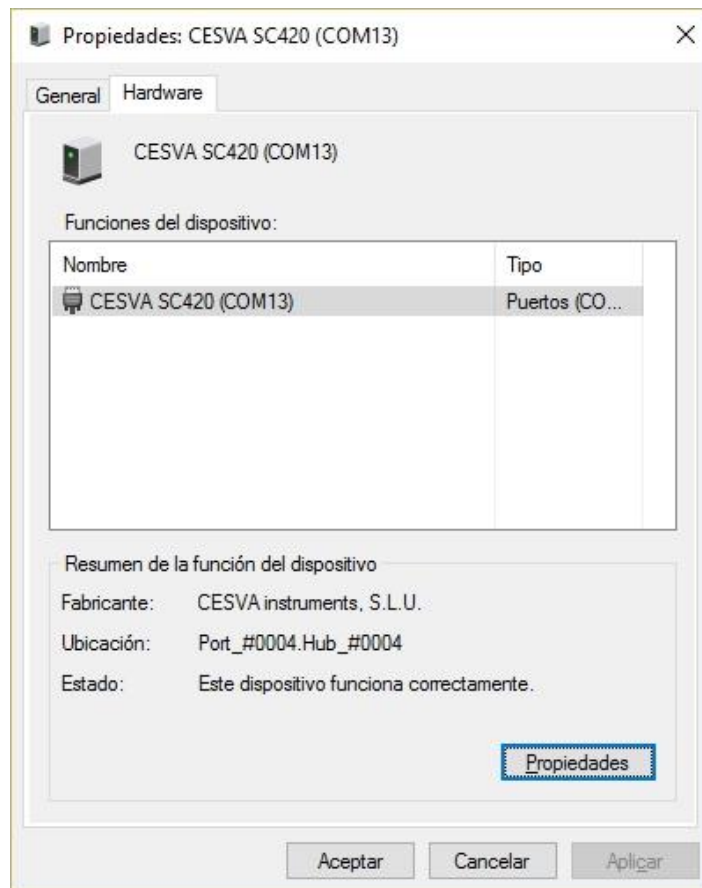 Propiedades: CESVA SC420 (COM13)
General Hardware
CESVA SC420 (COM13)
Funciones del dispositivo:
Nombre Tipo
CESVA SC420 (COM13) Puertos (CO...
Resumen de la función del dispositivo
Fabricante: CESVA instruments, S.L.U.
Ubicación: Port_#0004.Hub_#0004
Estado: Este dispositivo funciona correctamente.
Propiedades
Aceptar Cancelar Aplicar